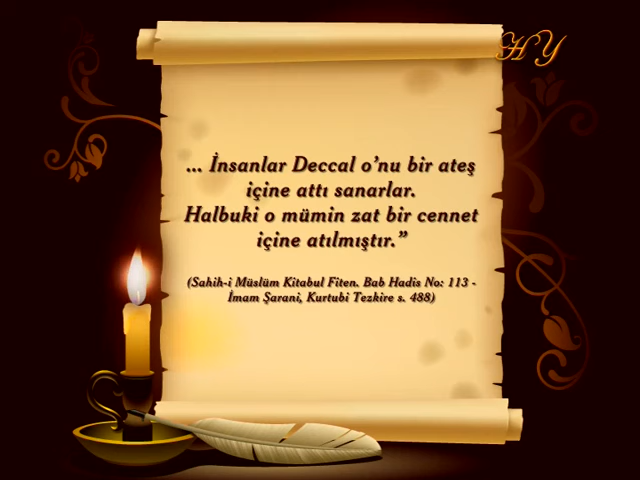 HY
... İnsanlar Deccal o'nu bir ateş
içine attı sanarlar.
Halbuki o mümin zat bir cennet
içine atılmıştır.”
(Sahih-i Müslüm Kitabul Fiten. Bab Hadis No: 113 -
İmam Şarani, Kurtubi Tezkire s. 488)